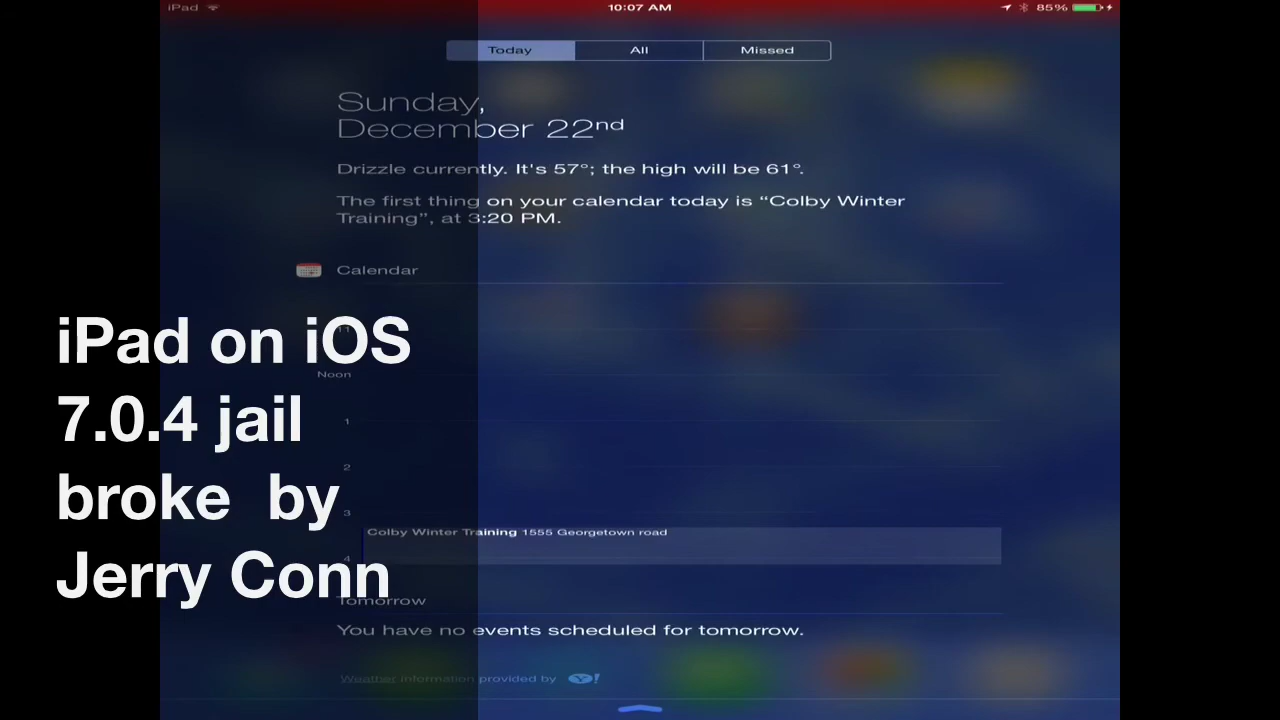 iPad
10:07 AM
85%
Today
All
Missed
Sunday,
December 22nd
Drizzle currently. It's 57°; the high will be 61°.
The first thing on your calendar today is “Colby Winter
Training”, at 3:20 PM.
Calendar
iPad on iOS
7.0.4 jail
broke by
Jerry Conn
11
Noon
1
2
3
Colby Winter Training 1555 Georgetown road
4
Tomorrow
You have no events scheduled for tomorrow.
Weather information provided by Y!